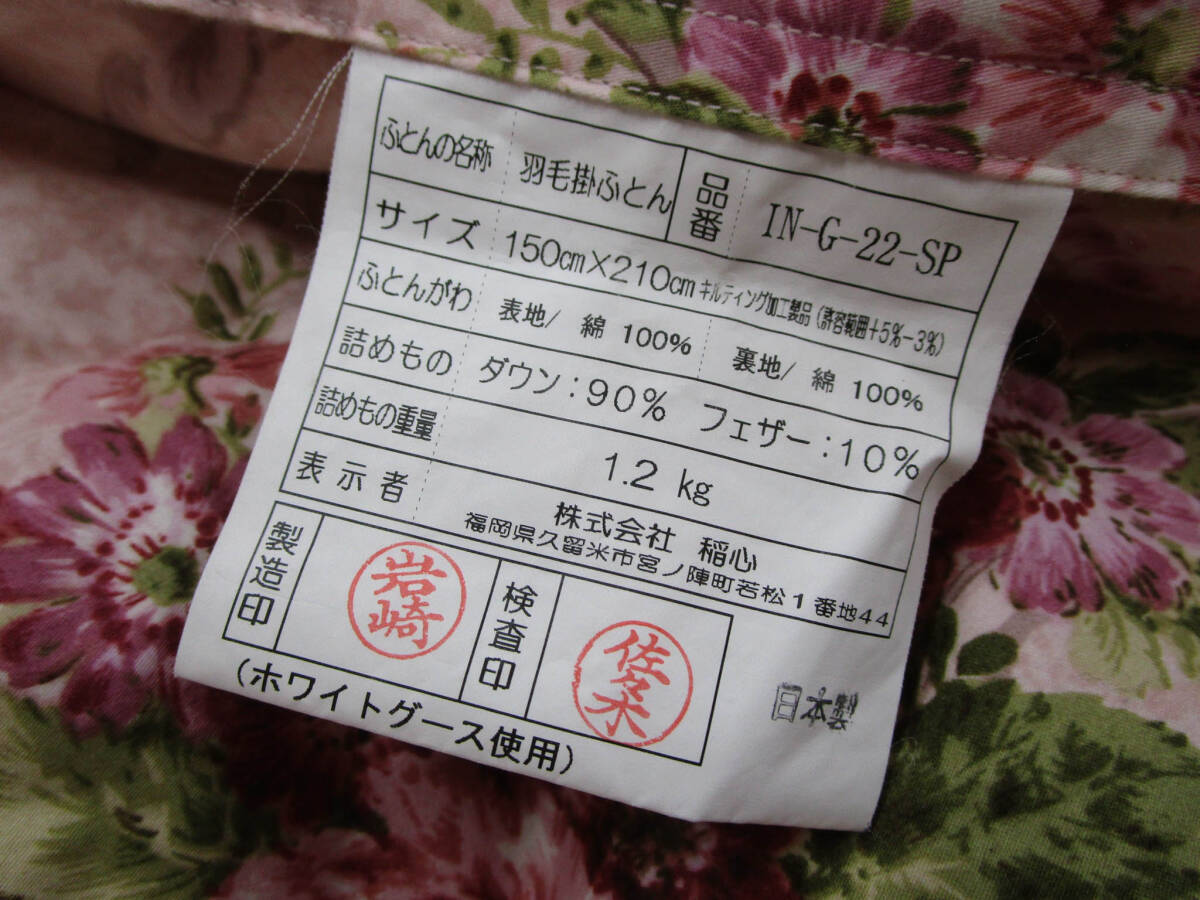 ふとんの名称 羽毛掛ふとん 品番 IN-G-22-SP
サイズ 150cm×210cm キルティング加工製品(許容範囲+5%-3%)
ふとんがわ 表地/ 綿 100% 裏地/ 綿 100%
詰めもの ダウン:90% フェザー:10%
詰めもの重量 1.2 kg
表示者 株式会社 稲心
福岡県久留米市宮ノ陣町若松1番地44
製造印 岩崎 検査印 佐々木
(ホワイトグース使用)
日本製